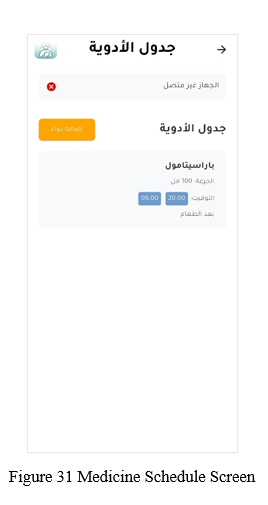 جدول الأدوية
الجهاز غير متصل
جدول الأدوية
اضافة دواء
باراسيتامول
الجرعة: 100 مل
التوقيت: 20:00 08:00
بعد الطعام
Figure 31 Medicine Schedule Screen